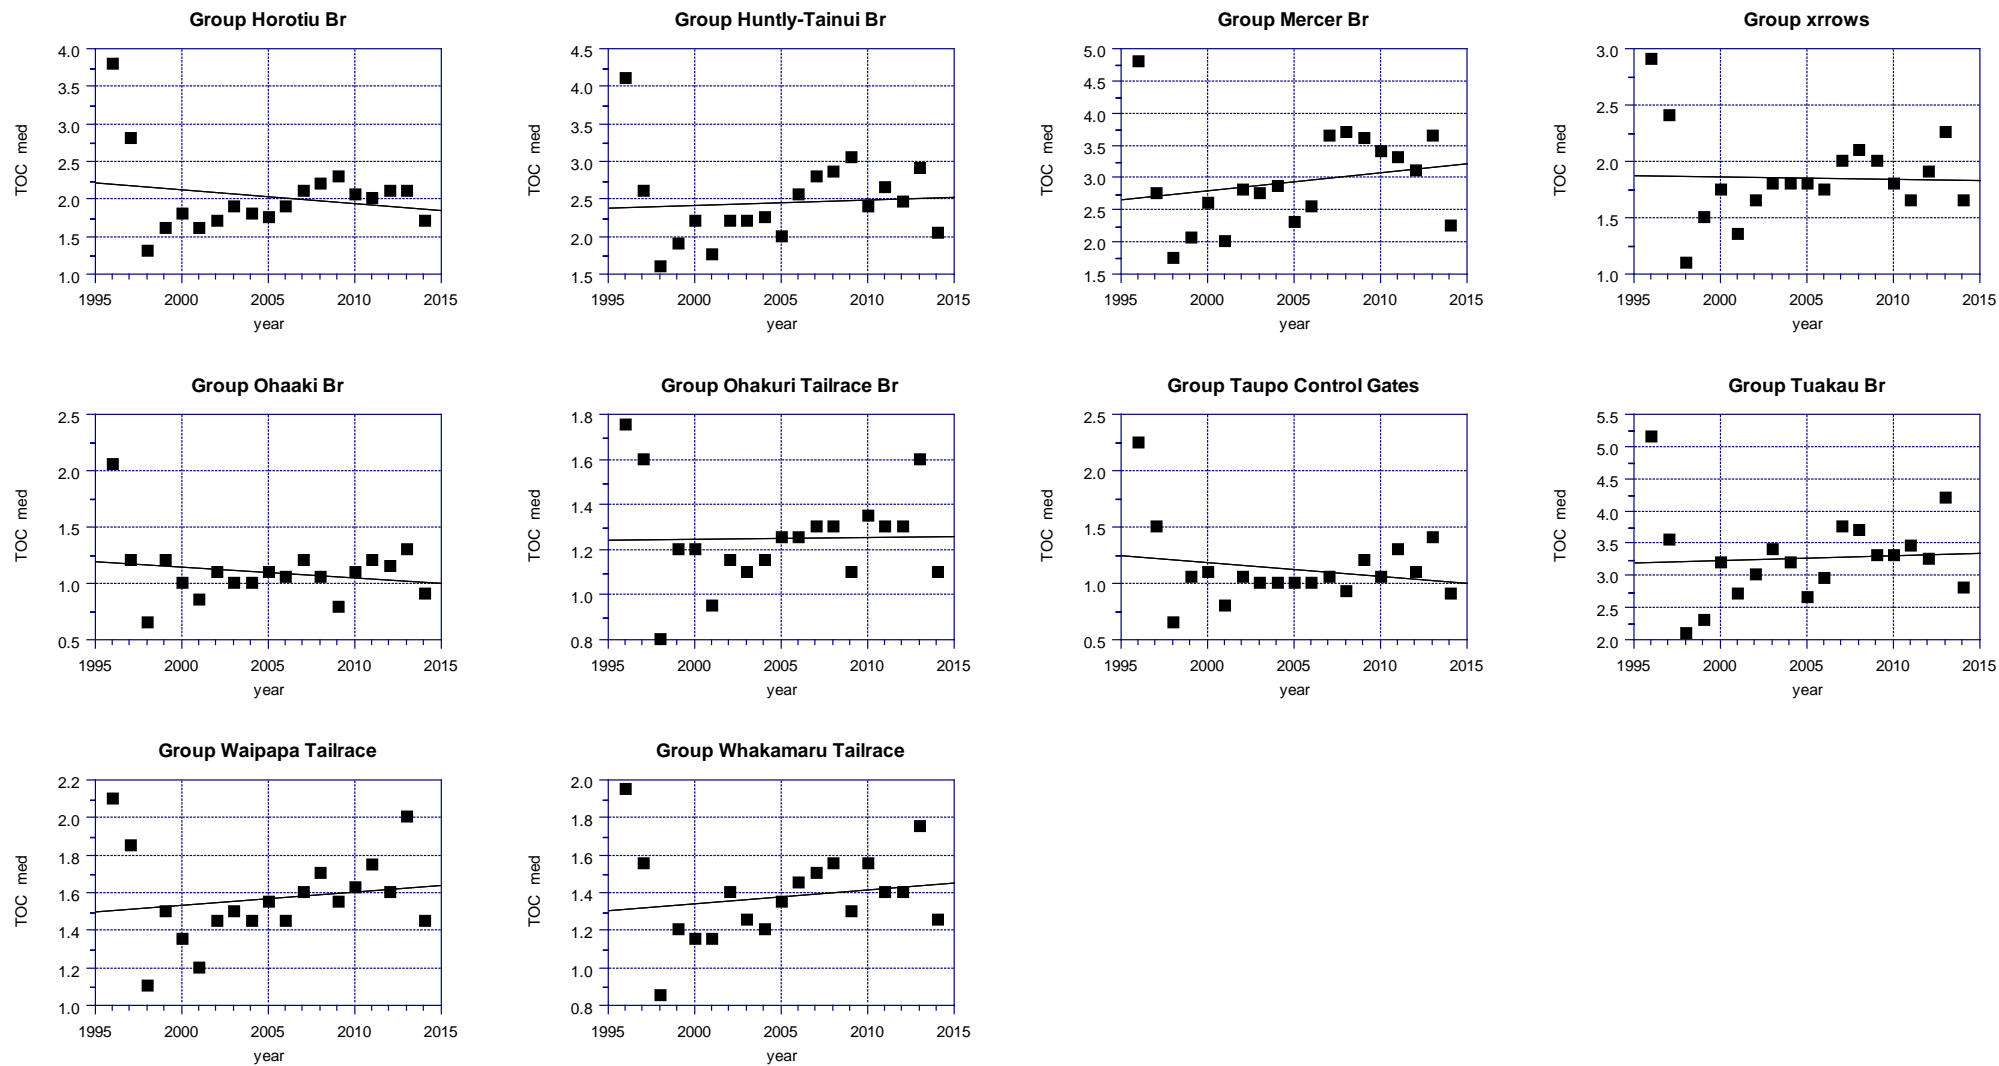 Group Horotiu Br
Group Huntly-Tainui Br
Group Mercer Br
Group xrrows
4.0
3.5
3.0
2.5
2.0
1.5
1.0
TOC med
1995 2000 2005 2010 2015
year
4.5
4.0
3.5
3.0
2.5
2.0
1.5
TOC med
1995 2000 2005 2010 2015
year
5.0
4.5
4.0
3.5
3.0
2.5
2.0
1.5
TOC med
1995 2000 2005 2010 2015
year
3.0
2.5
2.0
1.5
1.0
TOC med
1995 2000 2005 2010 2015
year
Group Ohaaki Br
Group Ohakuri Tailrace Br
Group Taupo Control Gates
Group Tuakau Br
2.5
2.0
1.5
1.0
0.5
TOC med
1995 2000 2005 2010 2015
year
1.8
1.6
1.4
1.2
1.0
0.8
TOC med
1995 2000 2005 2010 2015
year
2.5
2.0
1.5
1.0
0.5
TOC med
1995 2000 2005 2010 2015
year
5.5
5.0
4.5
4.0
3.5
3.0
2.5
2.0
TOC med
1995 2000 2005 2010 2015
year
Group Waipapa Tailrace
Group Whakamaru Tailrace
2.2
2.0
1.8
1.6
1.4
1.2
1.0
TOC med
1995 2000 2005 2010 2015
year
2.0
1.8
1.6
1.4
1.2
1.0
0.8
TOC med
1995 2000 2005 2010 2015
year